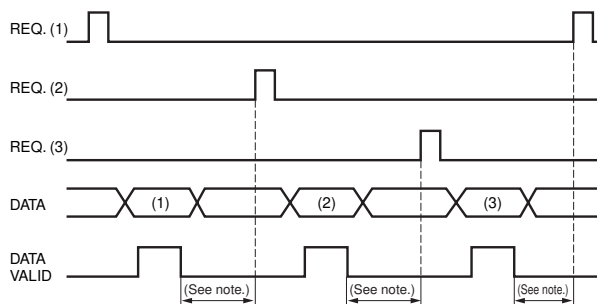 REQ. (1)
REQ. (2)
REQ. (3)
DATA
(1)
(2)
(3)
DATA
VALID
(See note.)
(See note.)
(See note.)